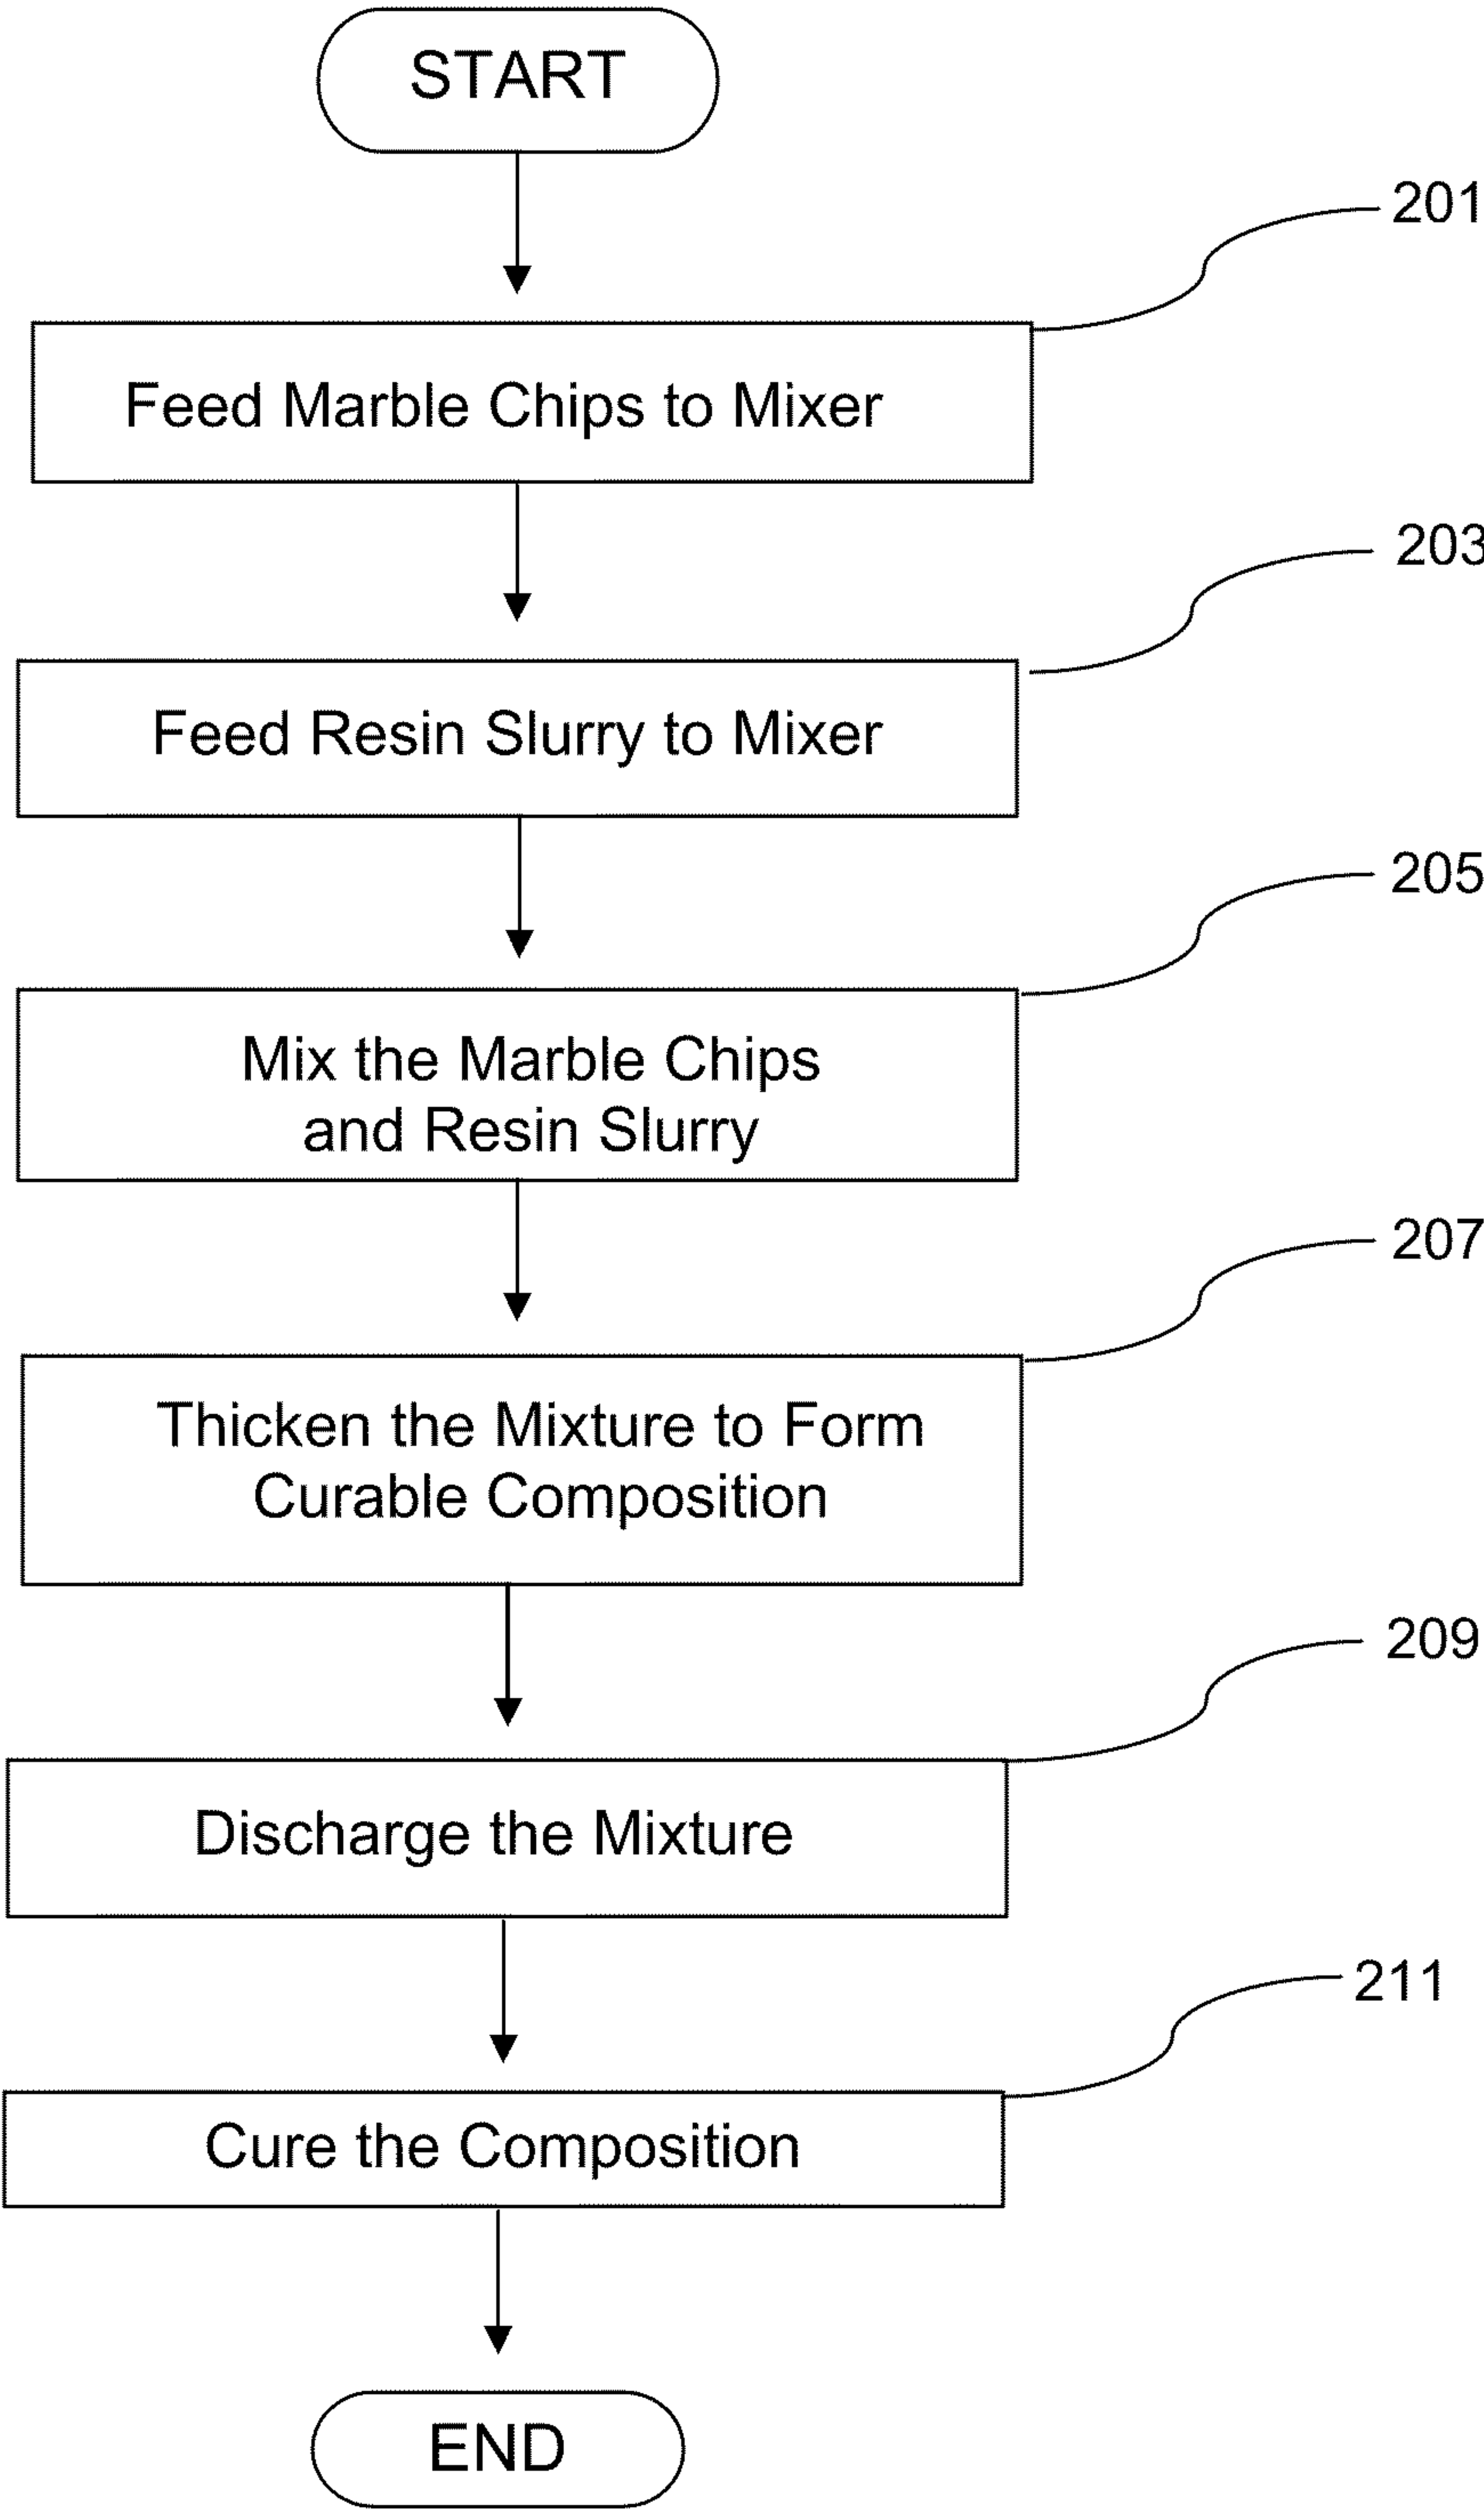 START
201
Feed Marble Chips to Mixer
203
Feed Resin Slurry to Mixer
205
Mix the Marble Chips
and Resin Slurry
207
Thicken the Mixture to Form
Curable Composition
209
Discharge the Mixture
211
Cure the Composition
END